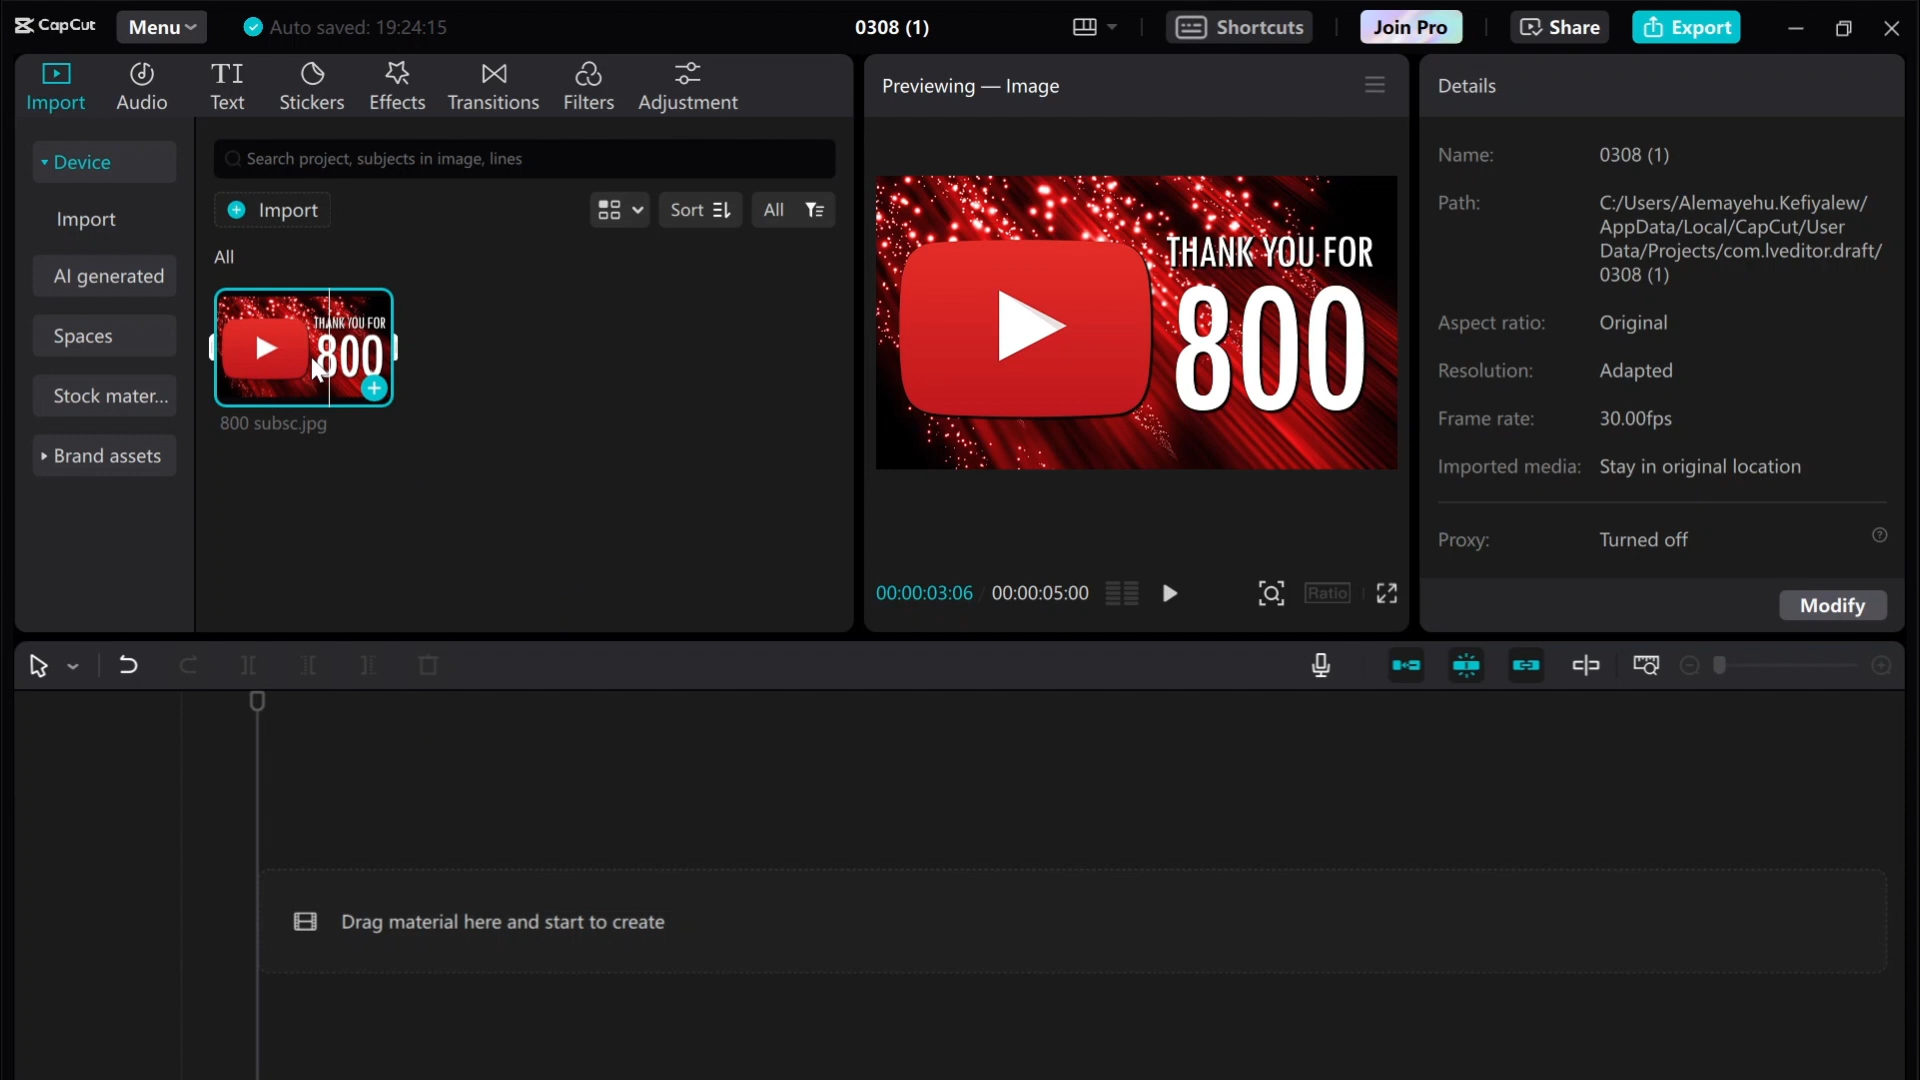 CapCut Menu Auto saved: 19:24:15 0308 (1) Shortcuts Join Pro Share Export
Import Audio Text Stickers Effects Transitions Filters Adjustment
Device
Import
AI generated
Spaces
Stock mater...
Brand assets
Search project, subjects in image, lines
Import Sort All
All
THANK YOU FOR
800
800 subsc.jpg
Previewing — Image
THANK YOU FOR
800
00:00:03:06 / 00:00:05:00 Ratio
Details
Name: 0308 (1)
Path: C:/Users/Alemayehu.Kefiyalew/
AppData/Local/CapCut/User
Data/Projects/com.lveditor.draft/
0308 (1)
Aspect ratio: Original
Resolution: Adapted
Frame rate: 30.00fps
Imported media: Stay in original location
Proxy: Turned off
Modify
Drag material here and start to create